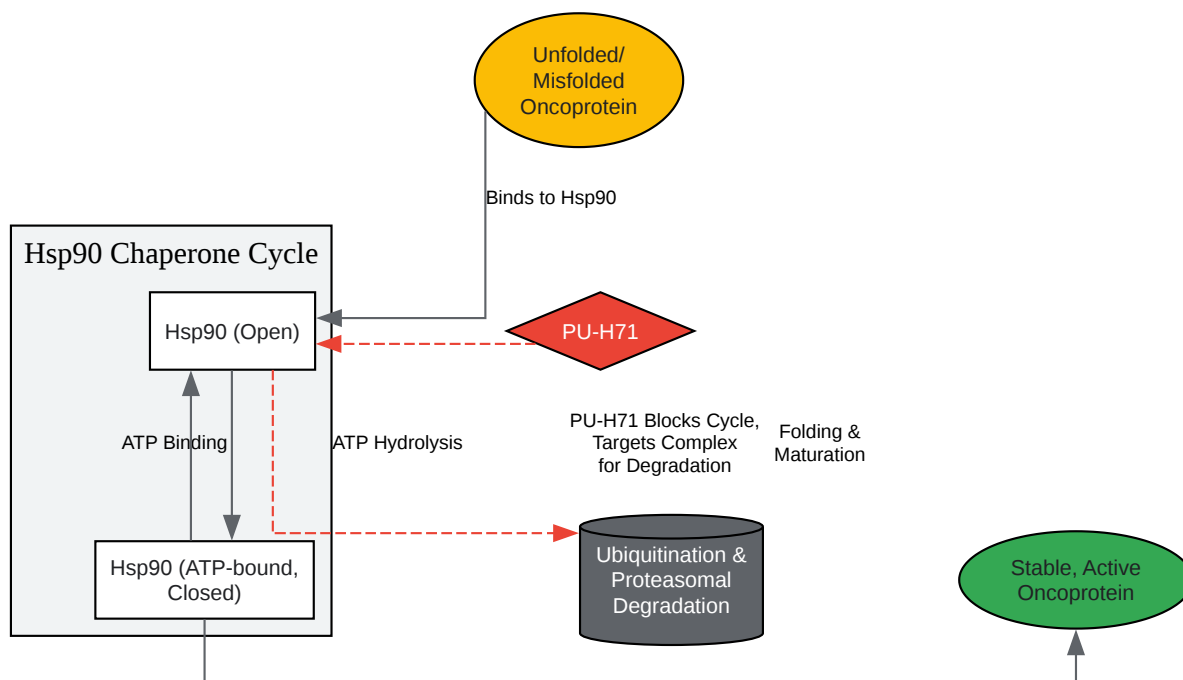 Unfolded/
Misfolded
Oncoprotein
Binds to Hsp90
Hsp90 Chaperone Cycle
Hsp90 (Open)
PU-H71
ATP Binding
ATP Hydrolysis
PU-H71 Blocks Cycle,
Targets Complex
for Degradation
Folding &
Maturation
Hsp90 (ATP-bound,
Closed)
Ubiquitination &
Proteasomal
Degradation
Stable, Active
Oncoprotein